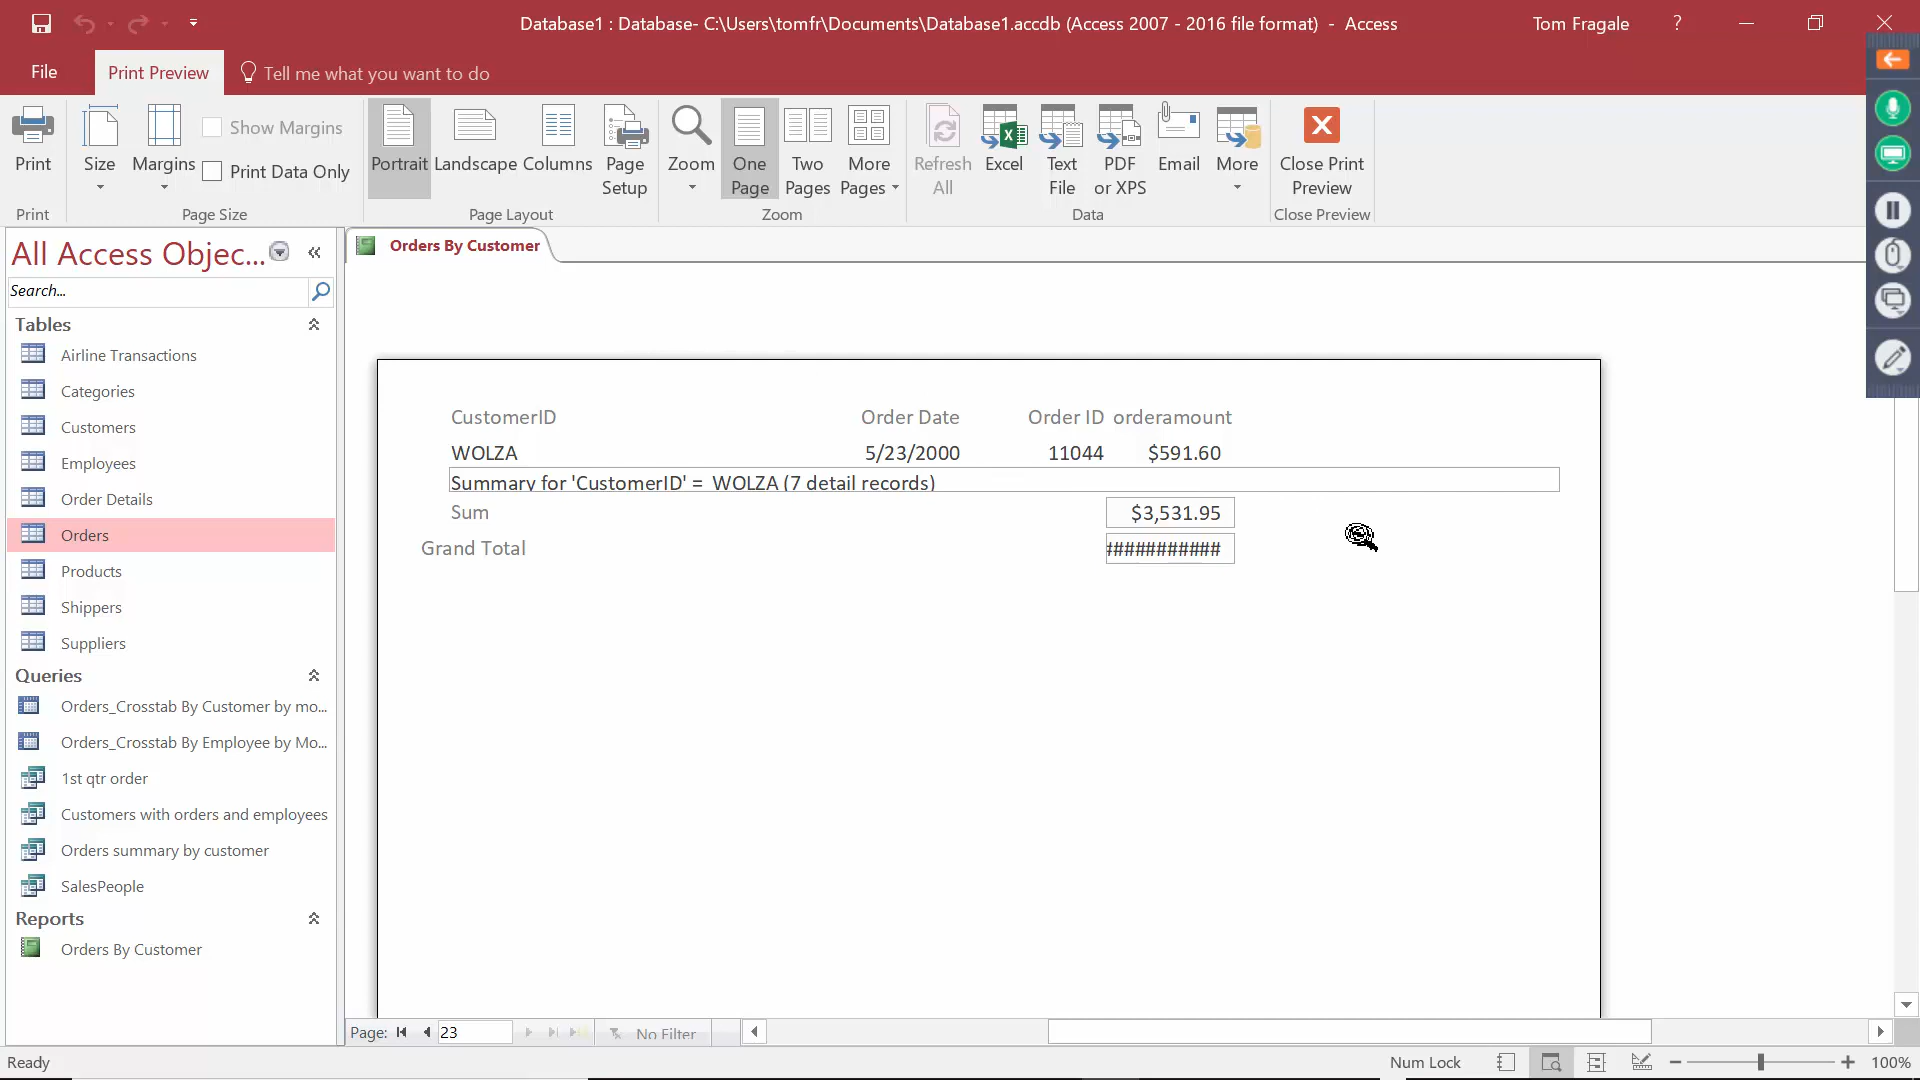 Database1 : Database- C:\Users\tomfr\Documents\Database1.accdb (Access 2007 - 2016 file format) - Access
Tom Fragale
?
File
Print Preview
Tell me what you want to do
Print
Size
Margins
Show Margins
Print Data Only
Portrait
Landscape
Columns
Page Setup
Zoom
One Page
Two Pages
More Pages
Refresh All
Excel
Text File
PDF or XPS
Email
More
Close Print Preview
Print
Page Size
Page Layout
Zoom
Data
Close Preview
All Access Objec...
Search...
Tables
Airline Transactions
Categories
Customers
Employees
Order Details
Orders
Products
Shippers
Suppliers
Queries
Orders_Crosstab By Customer by mo...
Orders_Crosstab By Employee by Mo...
1st qtr order
Customers with orders and employees
Orders summary by customer
SalesPeople
Reports
Orders By Customer
Orders By Customer
CustomerID Order Date Order ID orderamount
WOLZA 5/23/2000 11044 $591.60
Summary for 'CustomerID' = WOLZA (7 detail records)
Sum $3,531.95
Grand Total ############
Page: 23 No Filter
Ready
Num Lock
100%